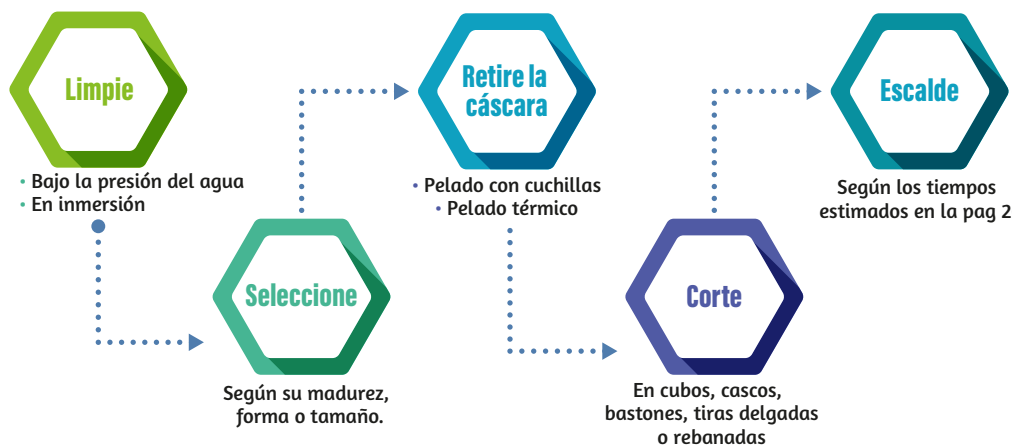 Limpie
• Bajo la presión del agua
• En inmersión
Seleccione
Según su madurez,
forma o tamaño.
Retire la
cáscara
• Pelado con cuchillas
• Pelado térmico
Corte
En cubos, cascos,
bastones, tiras delgadas
o rebanadas
Escalde
Según los tiempos
estimados en la pag 2